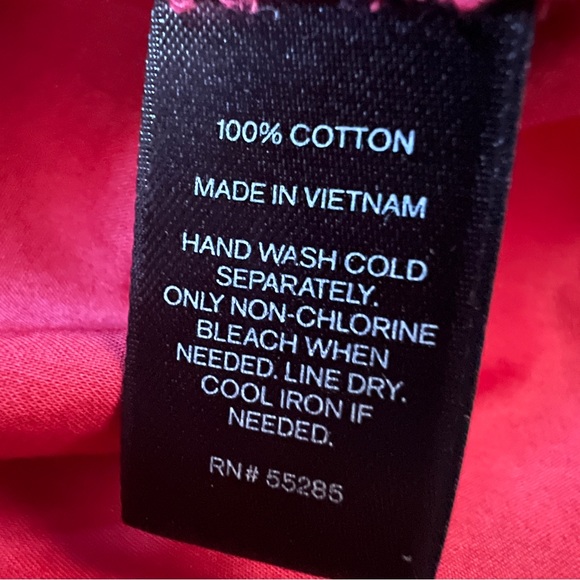 100% COTTON
MADE IN VIETNAM
HAND WASH COLD
SEPARATELY.
ONLY NON-CHLORINE
BLEACH WHEN
NEEDED. LINE DRY.
COOL IRON IF
NEEDED.
RN# 55285